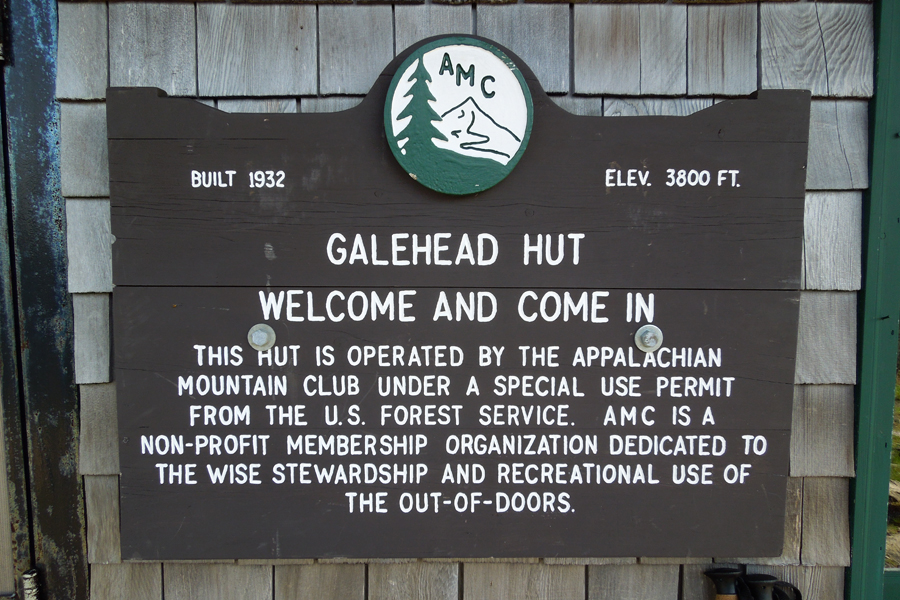 AMC
BUILT 1932 ELEV. 3800 FT.
GALEHEAD HUT
WELCOME AND COME IN
THIS HUT IS OPERATED BY THE APPALACHIAN
MOUNTAIN CLUB UNDER A SPECIAL USE PERMIT
FROM THE U.S. FOREST SERVICE. AMC IS A
NON-PROFIT MEMBERSHIP ORGANIZATION DEDICATED TO
THE WISE STEWARDSHIP AND RECREATIONAL USE OF
THE OUT-OF-DOORS.